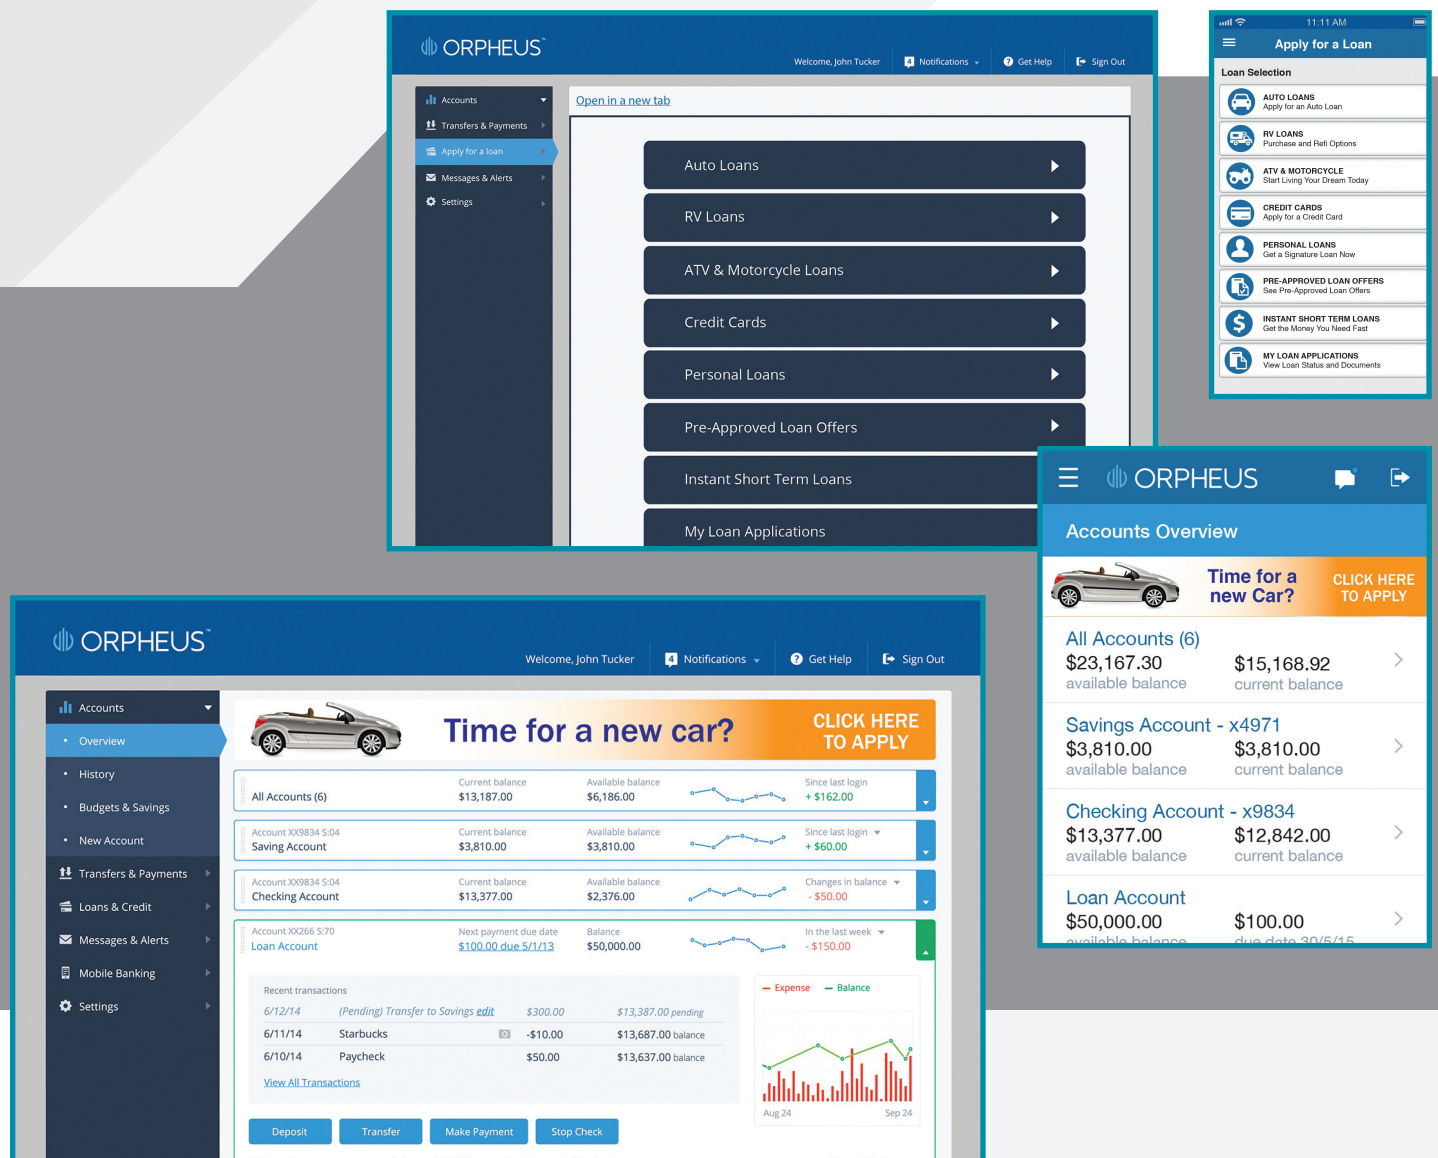 ORPHEUS™
Welcome, John Tucker
4 Notifications
? Get Help
Sign Out
Accounts
Transfers & Payments
Apply for a loan
Messages & Alerts
Settings
Open in a new tab
Auto Loans
RV Loans
ATV & Motorcycle Loans
Credit Cards
Personal Loans
Pre-Approved Loan Offers
Instant Short Term Loans
My Loan Applications
11:11 AM
Apply for a Loan
Loan Selection
AUTO LOANS
Apply for an Auto Loan
RV LOANS
Purchase and Refi Options
ATV & MOTORCYCLE
Start Living Your Dream Today
CREDIT CARDS
Apply for a Credit Card
PERSONAL LOANS
Get a Signature Loan Now
PRE-APPROVED LOAN OFFERS
See Pre-Approved Loan Offers
$ INSTANT SHORT TERM LOANS
Get the Money You Need Fast
MY LOAN APPLICATIONS
View Loan Status and Documents
ORPHEUS
Accounts Overview
Time for a
new Car?
CLICK HERE
TO APPLY
All Accounts (6)
$23,167.30 $15,168.92
available balance current balance
Savings Account - x4971
$3,810.00 $3,810.00
available balance current balance
Checking Account - x9834
$13,377.00 $12,842.00
available balance current balance
Loan Account
$50,000.00 $100.00
available balance due date 30/5/15
ORPHEUS™
Welcome, John Tucker
4 Notifications
? Get Help
Sign Out
Accounts
• Overview
• History
• Budgets & Savings
• New Account
Transfers & Payments
Loans & Credit
Messages & Alerts
Mobile Banking
Settings
Time for a new car?
CLICK HERE
TO APPLY
Current balance Available balance Since last login
All Accounts (6) $13,187.00 $6,186.00 + $162.00
Account XX9834 S:04 Current balance Available balance Since last login
Saving Account $3,810.00 $3,810.00 + $60.00
Account XX9834 S:04 Current balance Available balance Changes in balance
Checking Account $13,377.00 $2,376.00 - $50.00
Account XX266 S:70 Next payment due date Balance In the last week
Loan Account $100.00 due 5/1/13 $50,000.00 - $150.00
Recent transactions
6/12/14 (Pending) Transfer to Savings edit $300.00 $13,387.00 pending
6/11/14 Starbucks -$10.00 $13,687.00 balance
6/10/14 Paycheck $50.00 $13,637.00 balance
View All Transactions
Expense Balance
Aug 24 Sep 24
Deposit
Transfer
Make Payment
Stop Check